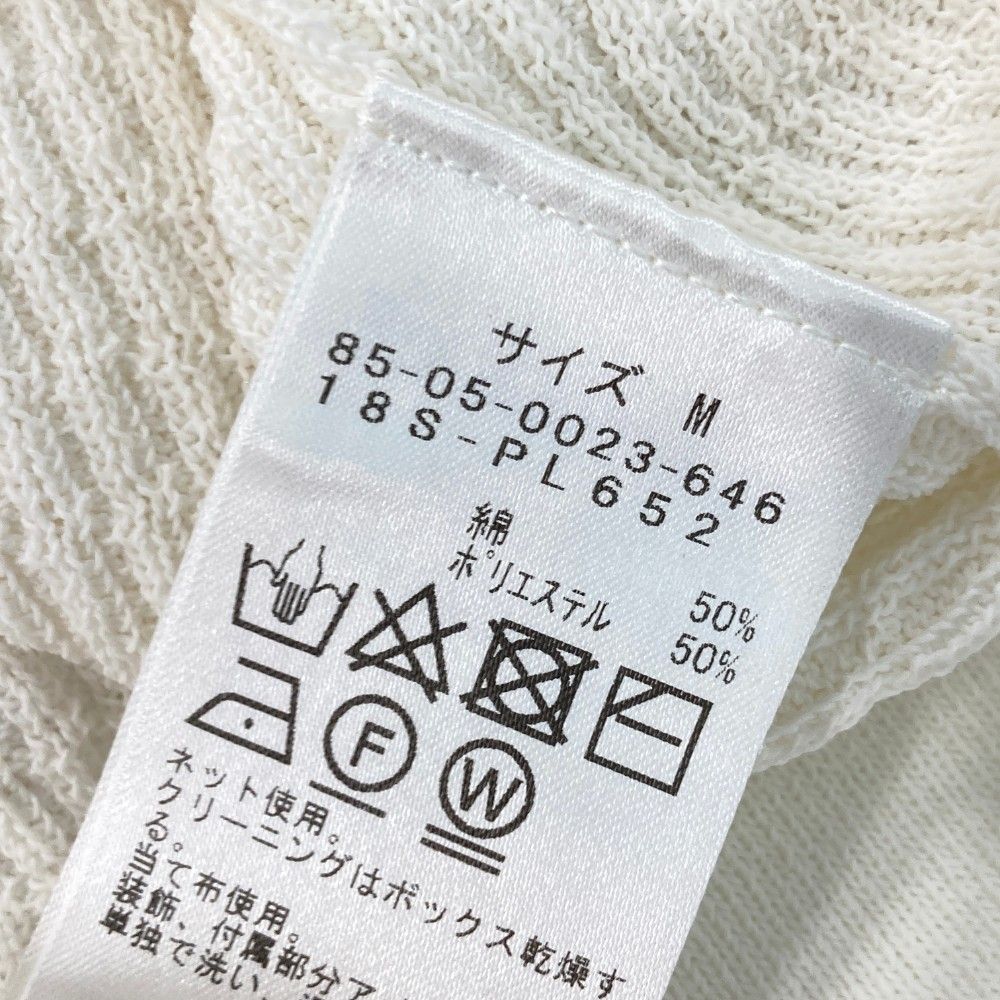 サイズ M
85-05-0023-646
18S-PL652
綿 50%
ポリエステル 50%
F
W
ネット使用。
クリーニングはボックス乾燥す
る。
当て布使用。
装飾、付属部分ア
単独で洗い